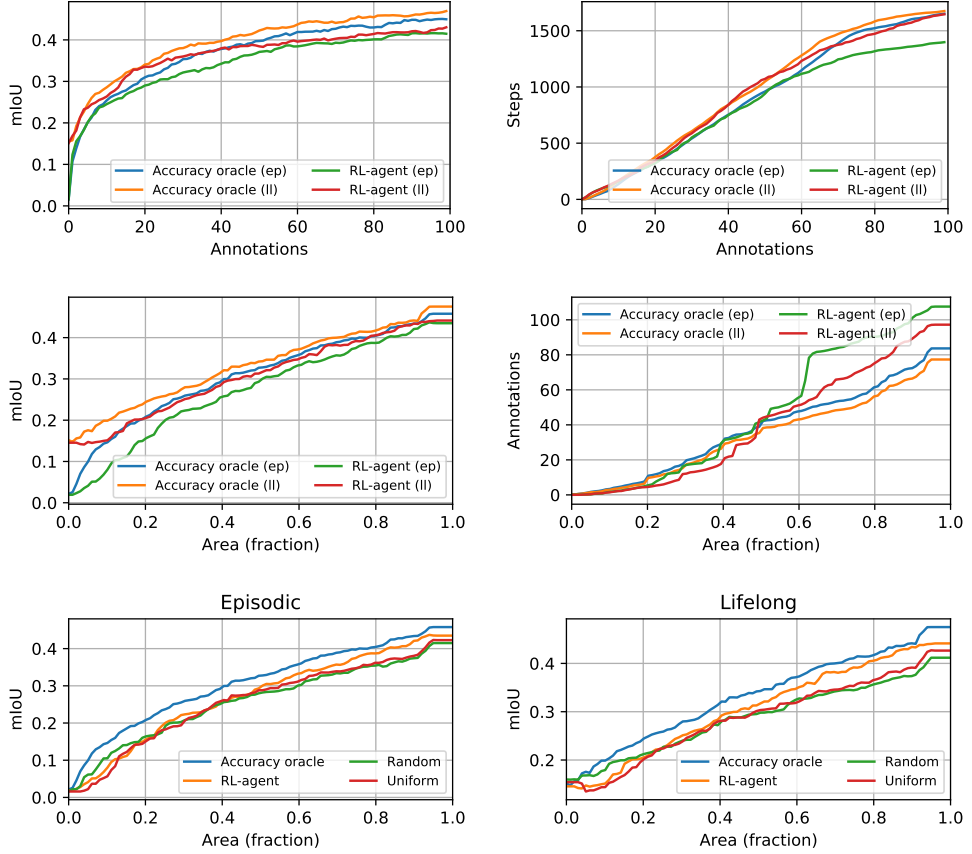 0.4
0.3
0.2
0.1
0.0
mIoU
Accuracy oracle (ep)
Accuracy oracle (ll)
RL-agent (ep)
RL-agent (ll)
0 20 40 60 80 100
Annotations
1500
1000
500
0
Steps
Accuracy oracle (ep)
Accuracy oracle (ll)
RL-agent (ep)
RL-agent (ll)
0 20 40 60 80 100
Annotations
0.4
0.3
0.2
0.1
0.0
mIoU
Accuracy oracle (ep)
Accuracy oracle (ll)
RL-agent (ep)
RL-agent (ll)
0.0 0.2 0.4 0.6 0.8 1.0
Area (fraction)
100
80
60
40
20
0
Annotations
Accuracy oracle (ep)
Accuracy oracle (ll)
RL-agent (ep)
RL-agent (ll)
0.0 0.2 0.4 0.6 0.8 1.0
Area (fraction)
Episodic
0.4
0.3
0.2
0.1
0.0
mIoU
Accuracy oracle
RL-agent
Random
Uniform
0.0 0.2 0.4 0.6 0.8 1.0
Area (fraction)
Lifelong
0.4
0.3
0.2
mIoU
Accuracy oracle
RL-agent
Random
Uniform
0.0 0.2 0.4 0.6 0.8 1.0
Area (fraction)